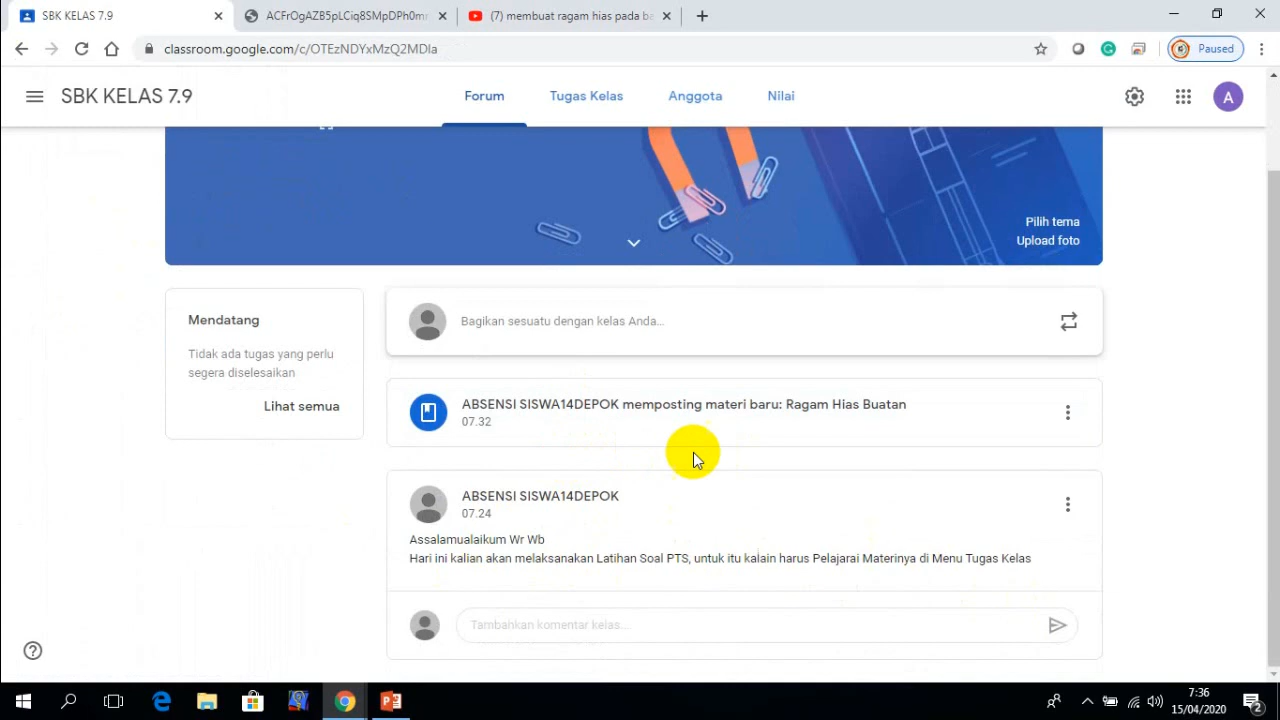 SBK KELAS 7.9
ACFrOgAZB5pLCiq8SMpDPh0mr
(7) membuat ragam hias pada ba
classroom.google.com/c/OTEzNDYxMzQ2MDIa
Paused
SBK KELAS 7.9
Forum
Tugas Kelas
Anggota
Nilai
A
Pilih tema
Upload foto
Mendatang
Tidak ada tugas yang perlu
segera diselesaikan
Lihat semua
Bagikan sesuatu dengan kelas Anda...
ABSENSI SISWA14DEPOK memposting materi baru: Ragam Hias Buatan
07.32
ABSENSI SISWA14DEPOK
07.24
Assalamualaikum Wr Wb
Hari ini kalian akan melaksanakan Latihan Soal PTS, untuk itu kalain harus Pelajarai Materinya di Menu Tugas Kelas
Tambahkan komentar kelas...
7:36
15/04/2020
2